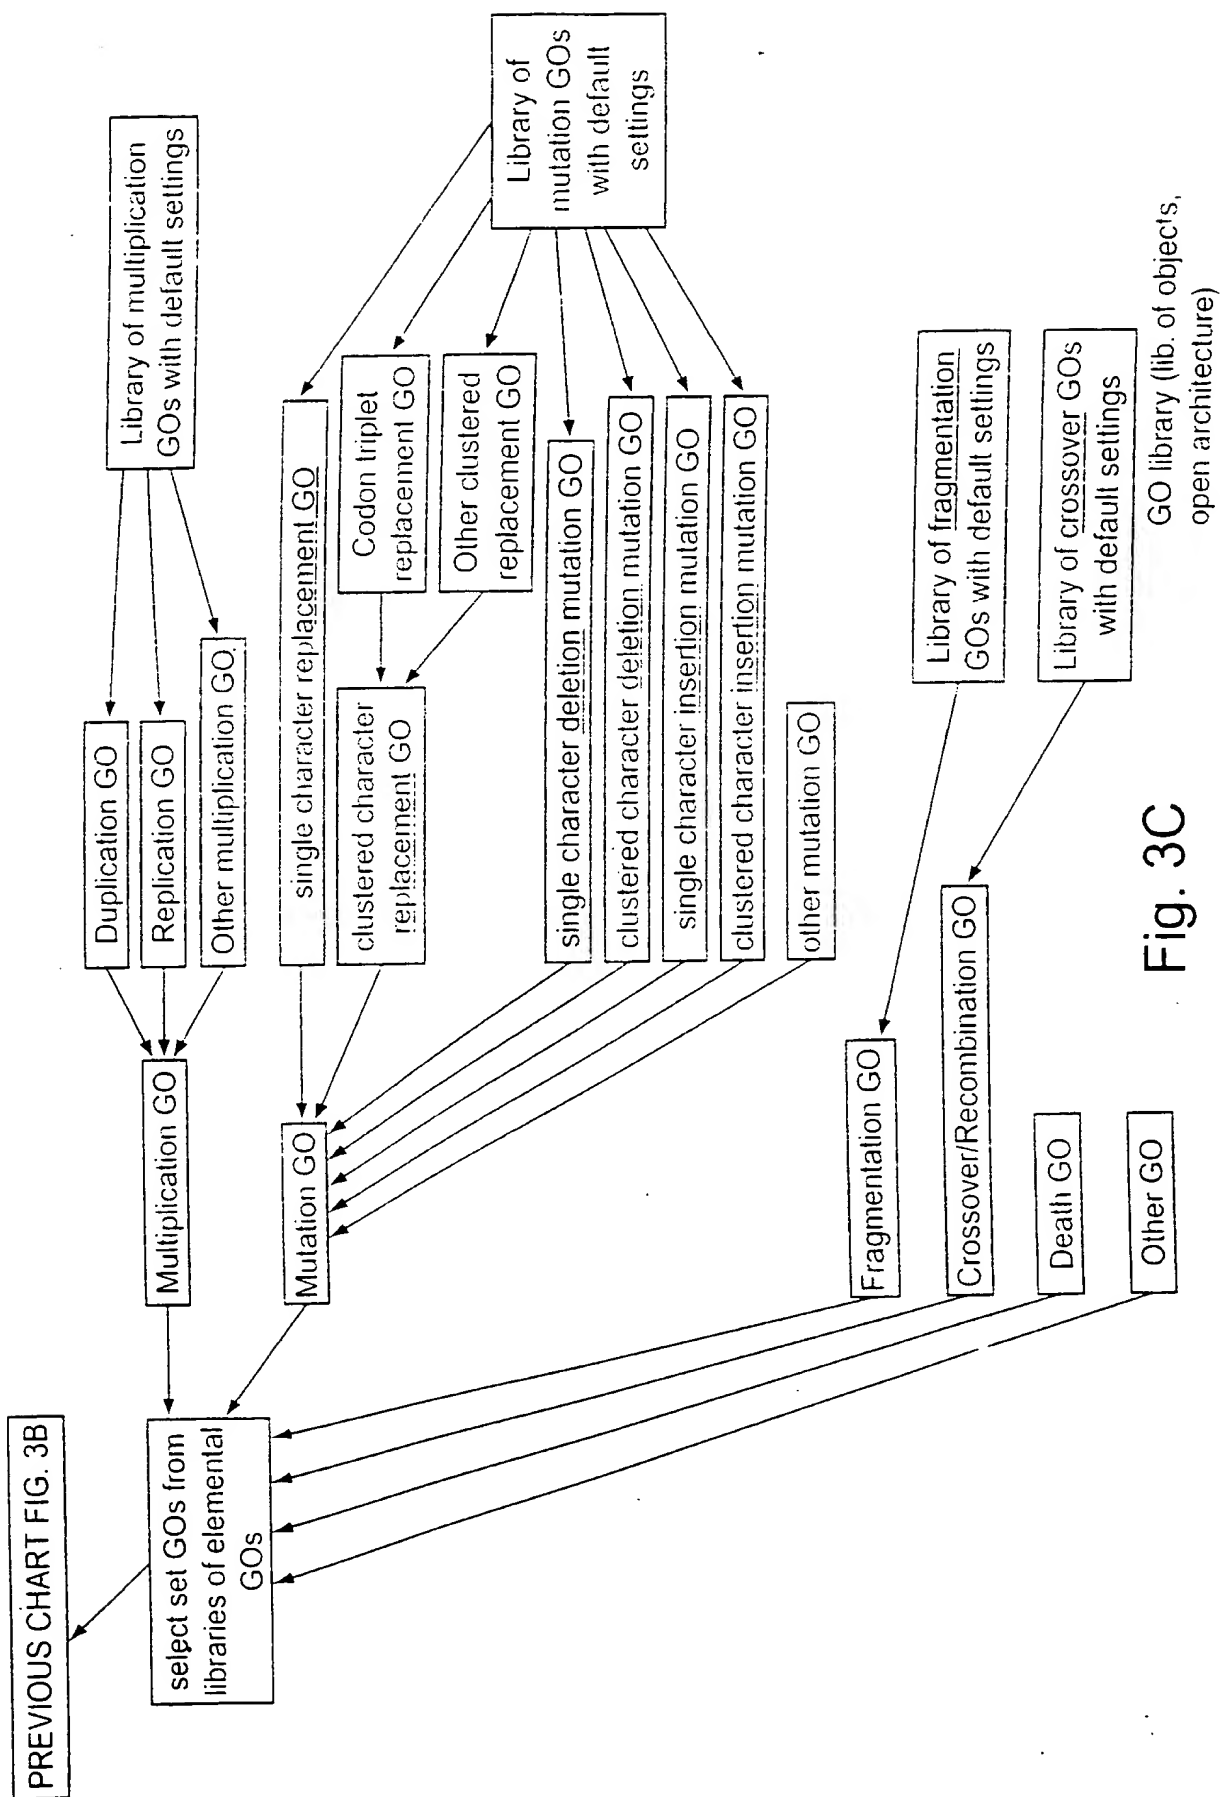 PREVIOUS CHART FIG. 3B
select set GOs from
libraries of elemental
GOs
Multiplication GO
Duplication GO
Replication GO
Other multiplication GO
Library of multiplication
GOs with default settings
Mutation GO
single character replacement GO
clustered character
replacement GO
Codon triplet
replacement GO
Other clustered
replacement GO
single character deletion mutation GO
clustered character deletion mutation GO
single character insertion mutation GO
clustered character insertion mutation GO
other mutation GO
Library of
mutation GOs
with default
settings
Fragmentation GO
Library of fragmentation
GOs with default settings
Crossover/Recombination GO
Library of crossover GOs
with default settings
Death GO
Other GO
GO library (lib. of objects,
open architecture)
Fig. 3C